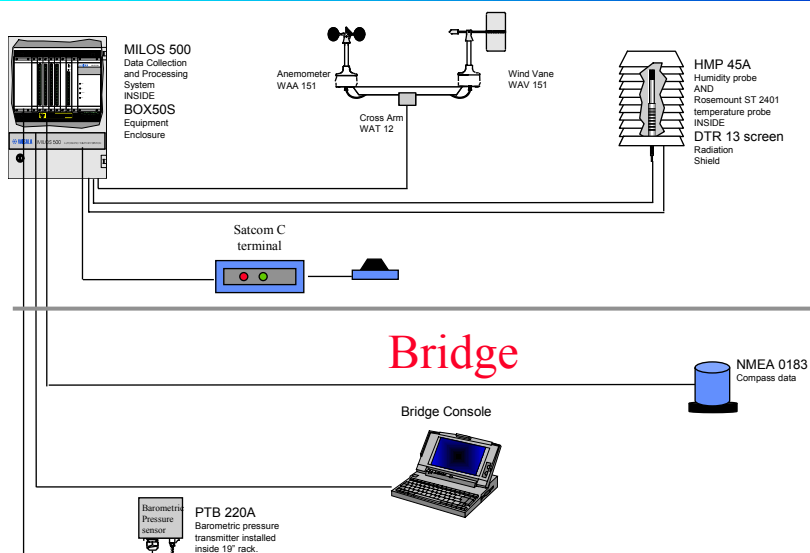 MILOS 500
Data Collection
and Processing
System
INSIDE
BOX50S
Equipment
Enclosure
MILOS 500
Anemometer
WAA 151
Wind Vane
WAV 151
Cross Arm
WAT 12
HMP 45A
Humidity probe
AND
Rosemount ST 2401
temperature probe
INSIDE
DTR 13 screen
Radiation
Shield
Satcom C
terminal
Bridge
NMEA 0183
Compass data
Bridge Console
Barometric
Pressure
sensor
PTB 220A
Barometric pressure
transmitter installed
inside 19" rack.